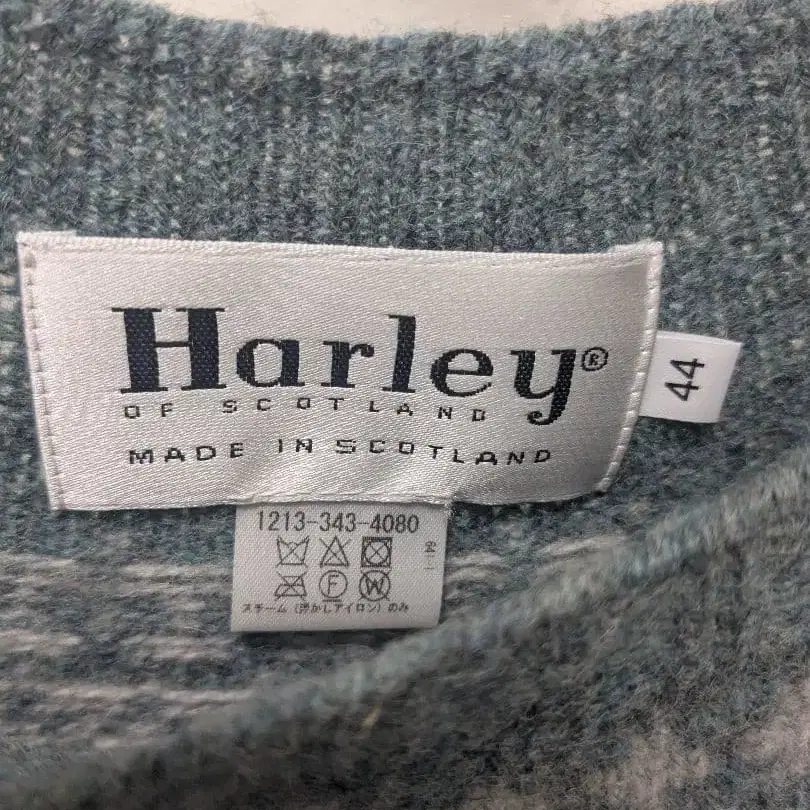 Harley®
OF SCOTLAND
MADE IN SCOTLAND
44
1213-343-4080
F W
スチーム (浮かしアイロン) のみ